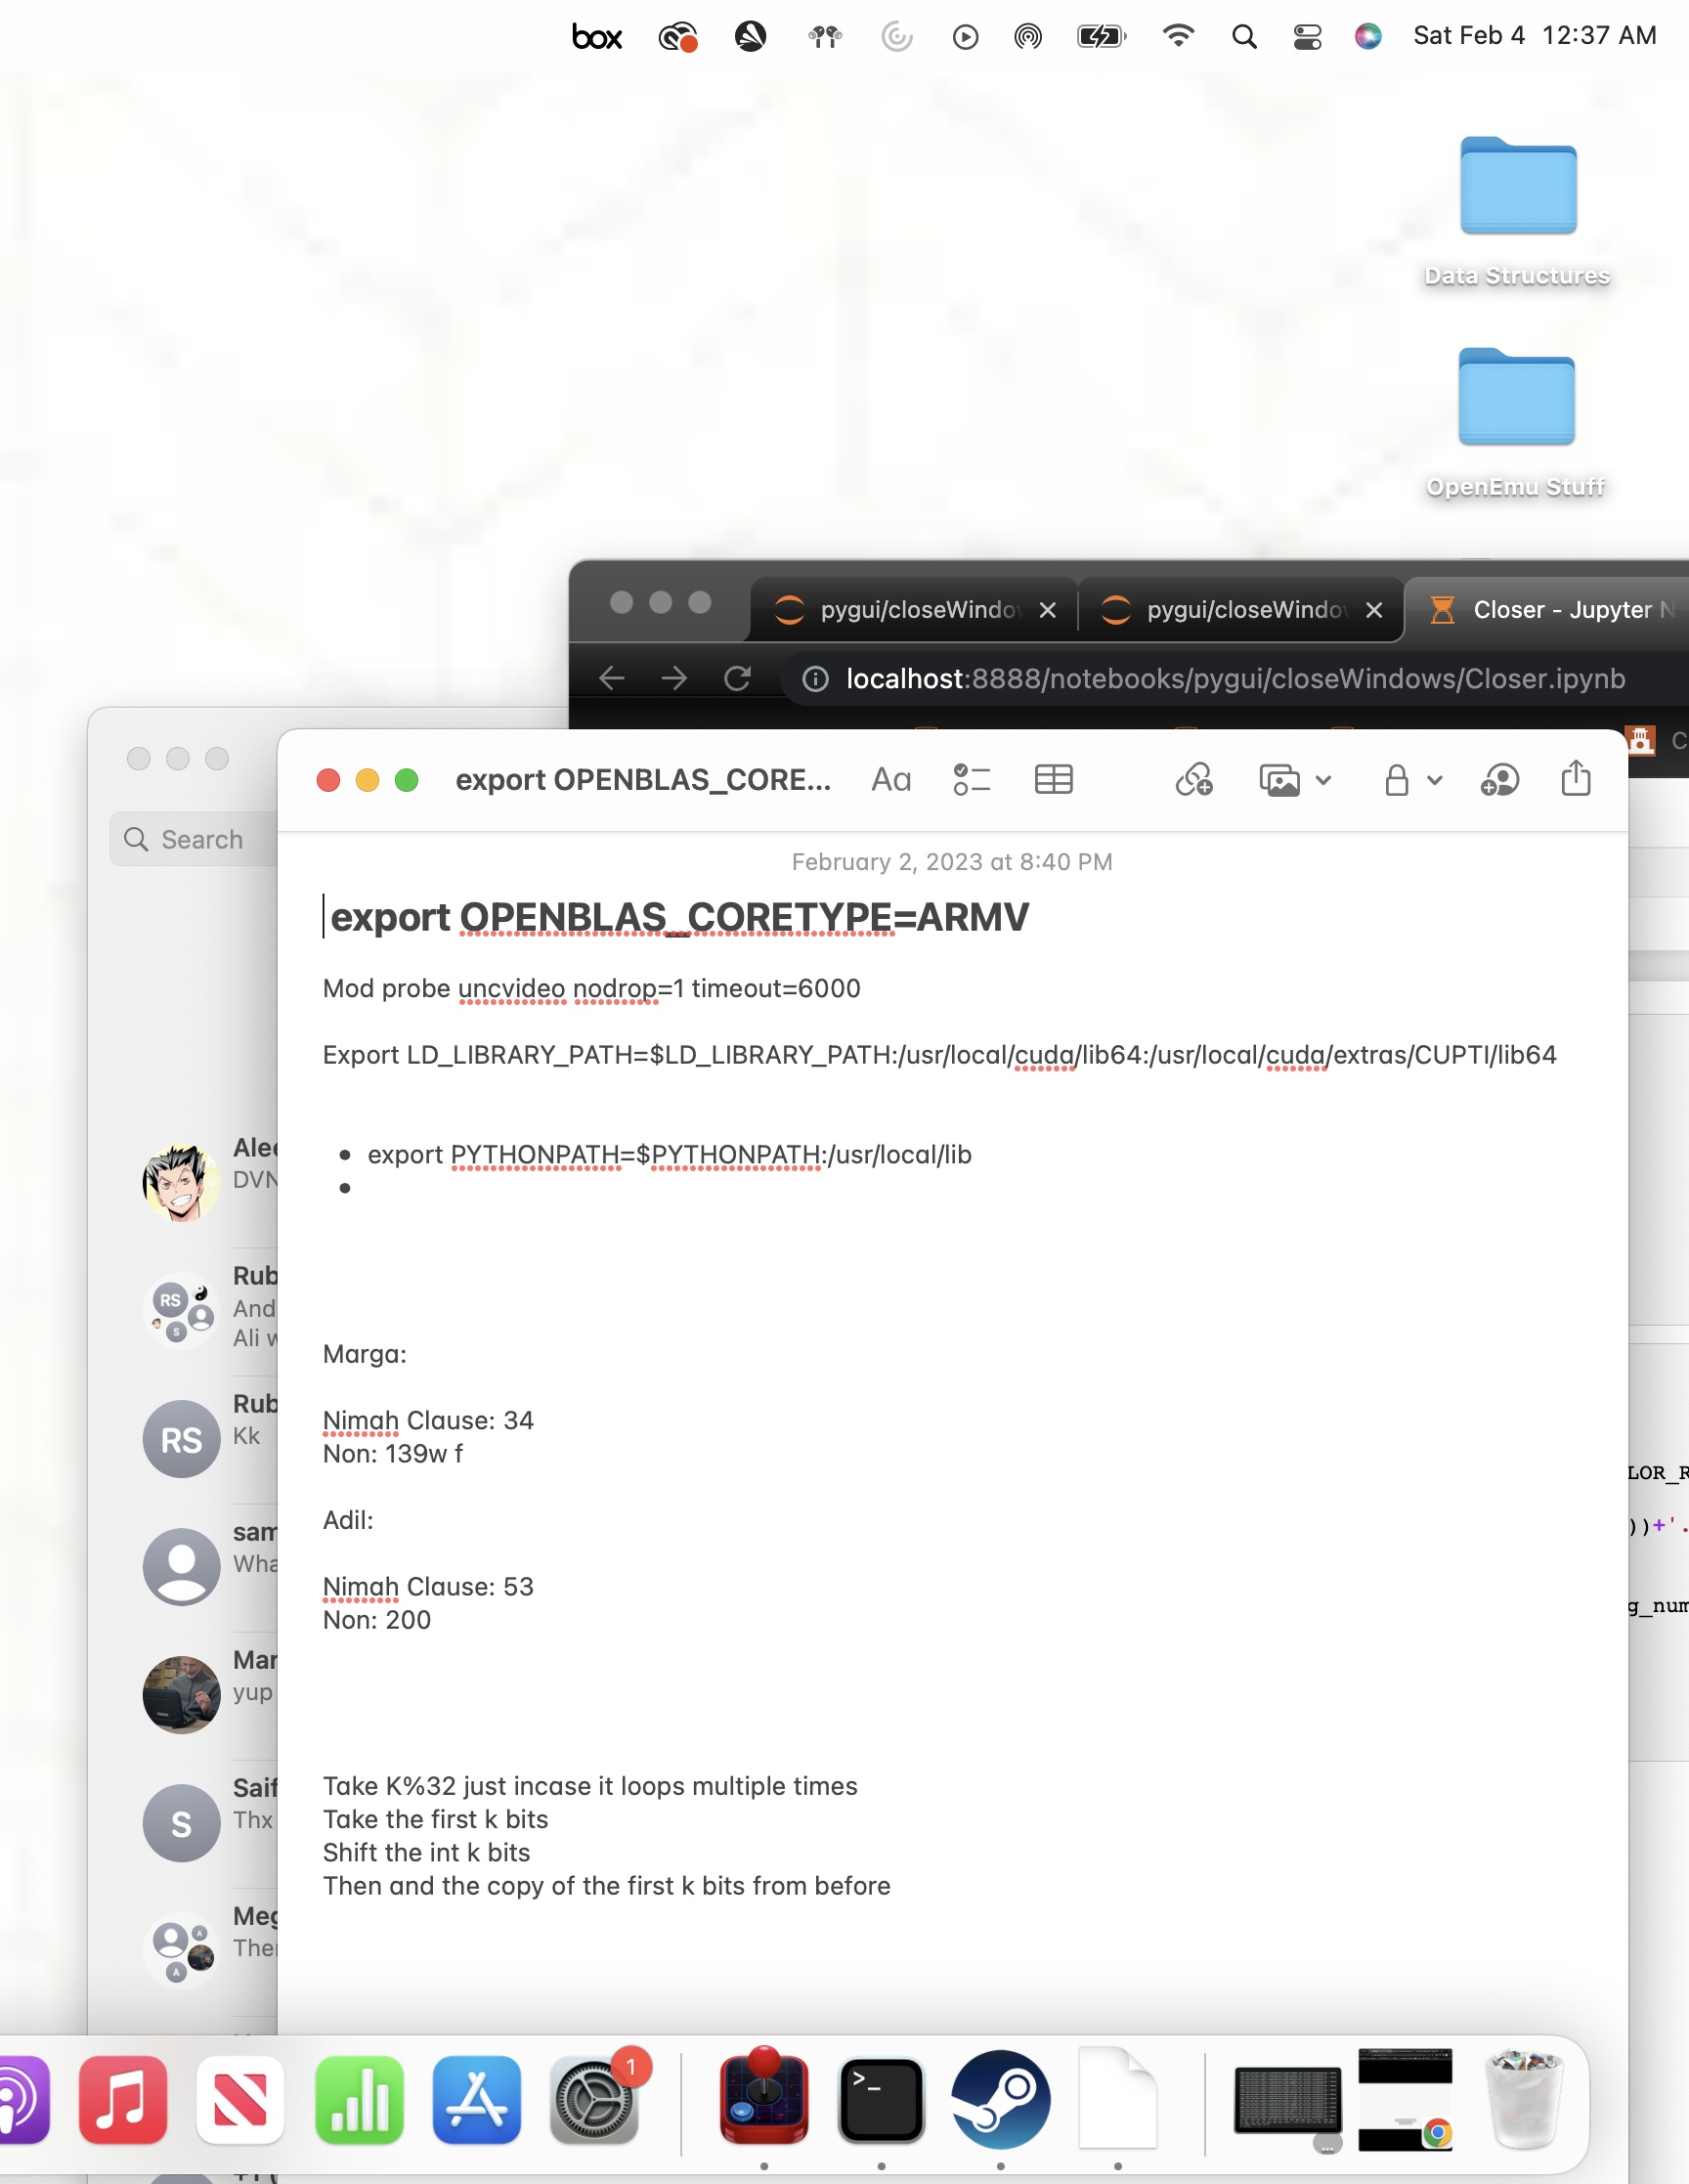 box
Sat Feb 4 12:37 AM
Data Structures
OpenEmu Stuff
pygui/closeWindo
pygui/closeWindo
Closer - Jupyter N
localhost:8888/notebooks/pygui/closeWindows/Closer.ipynb
C
Search
export OPENBLAS_CORE...
Aa
February 2, 2023 at 8:40 PM
export OPENBLAS_CORETYPE=ARMV
Mod probe uncvideo nodrop=1 timeout=6000
Export LD_LIBRARY_PATH=$LD_LIBRARY_PATH:/usr/local/cuda/lib64:/usr/local/cuda/extras/CUPTI/lib64
• export PYTHONPATH=$PYTHONPATH:/usr/local/lib
•
Marga:
Nimah Clause: 34
Non: 139w f
Adil:
Nimah Clause: 53
Non: 200
Take K%32 just incase it loops multiple times
Take the first k bits
Shift the int k bits
Then and the copy of the first k bits from before
Alee
DVN
RS
S
Rub
And
Ali w
RS
Rub
Kk
sam
Wha
Mar
yup
S
Saif
Thx
A
A
Meg
Ther
LOR_R
))+'.
g_num
1
>_